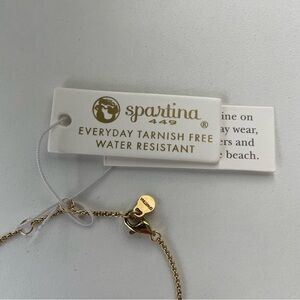 spartina
449 ®
EVERYDAY TARNISH FREE
WATER RESISTANT
ine on
ay wear,
ers and
e beach.